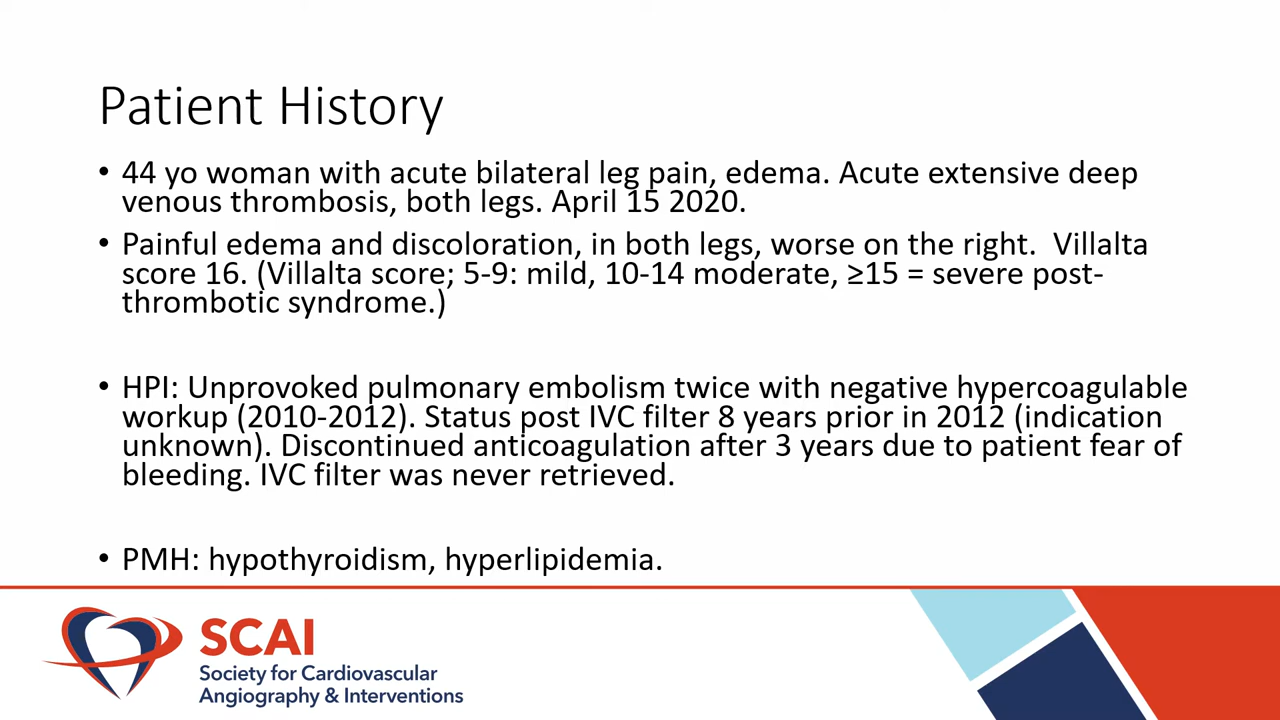 Patient History
• 44 yo woman with acute bilateral leg pain, edema. Acute extensive deep
venous thrombosis, both legs. April 15 2020.
• Painful edema and discoloration, in both legs, worse on the right.  Villalta
score 16. (Villalta score; 5-9: mild, 10-14 moderate, ≥15 = severe post-
thrombotic syndrome.)
• HPI: Unprovoked pulmonary embolism twice with negative hypercoagulable
workup (2010-2012). Status post IVC filter 8 years prior in 2012 (indication
unknown). Discontinued anticoagulation after 3 years due to patient fear of
bleeding. IVC filter was never retrieved.
• PMH: hypothyroidism, hyperlipidemia.
SCAI
Society for Cardiovascular
Angiography & Interventions